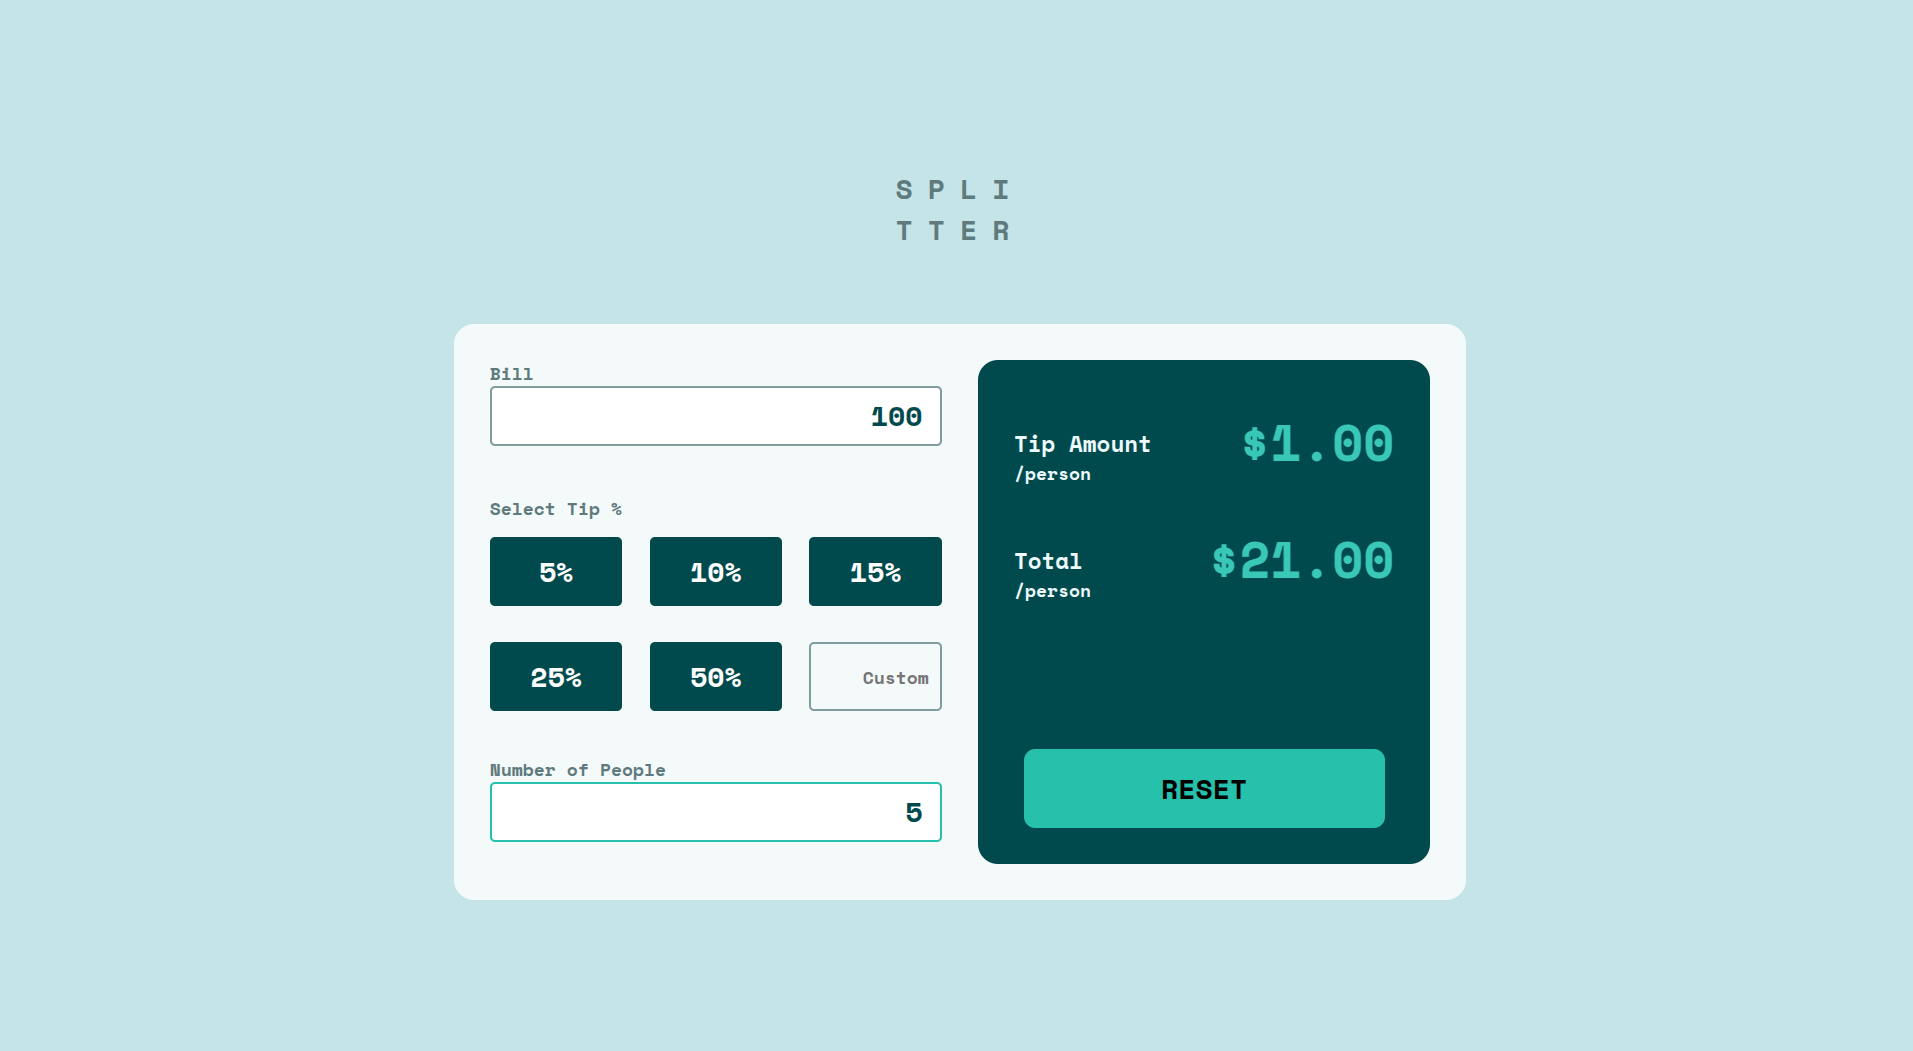 S P L I
T T E R
Bill
100
Select Tip %
5%
10%
15%
25%
50%
Custom
Number of People
5
Tip Amount
/person
$1.00
Total
/person
$21.00
RESET